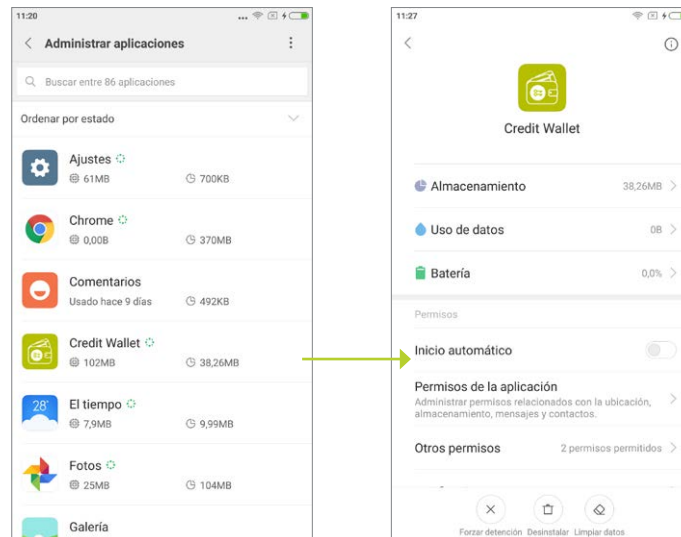 11:20
Administrar aplicaciones
Buscar entre 86 aplicaciones
Ordenar por estado
Ajustes
61MB 700KB
Chrome
0,00B 370MB
Comentarios
Usado hace 9 días 492KB
Credit Wallet
102MB 38,26MB
28°
El tiempo
7,9MB 9,99MB
Fotos
25MB 104MB
Galería
11:27
Credit Wallet
Almacenamiento 38,26MB
Uso de datos 0B
Batería 0,0%
Permisos
Inicio automático
Permisos de la aplicación
Administrar permisos relacionados con la ubicación,
almacenamiento, mensajes y contactos.
Otros permisos 2 permisos permitidos
Forzar detención Desinstalar Limpiar datos